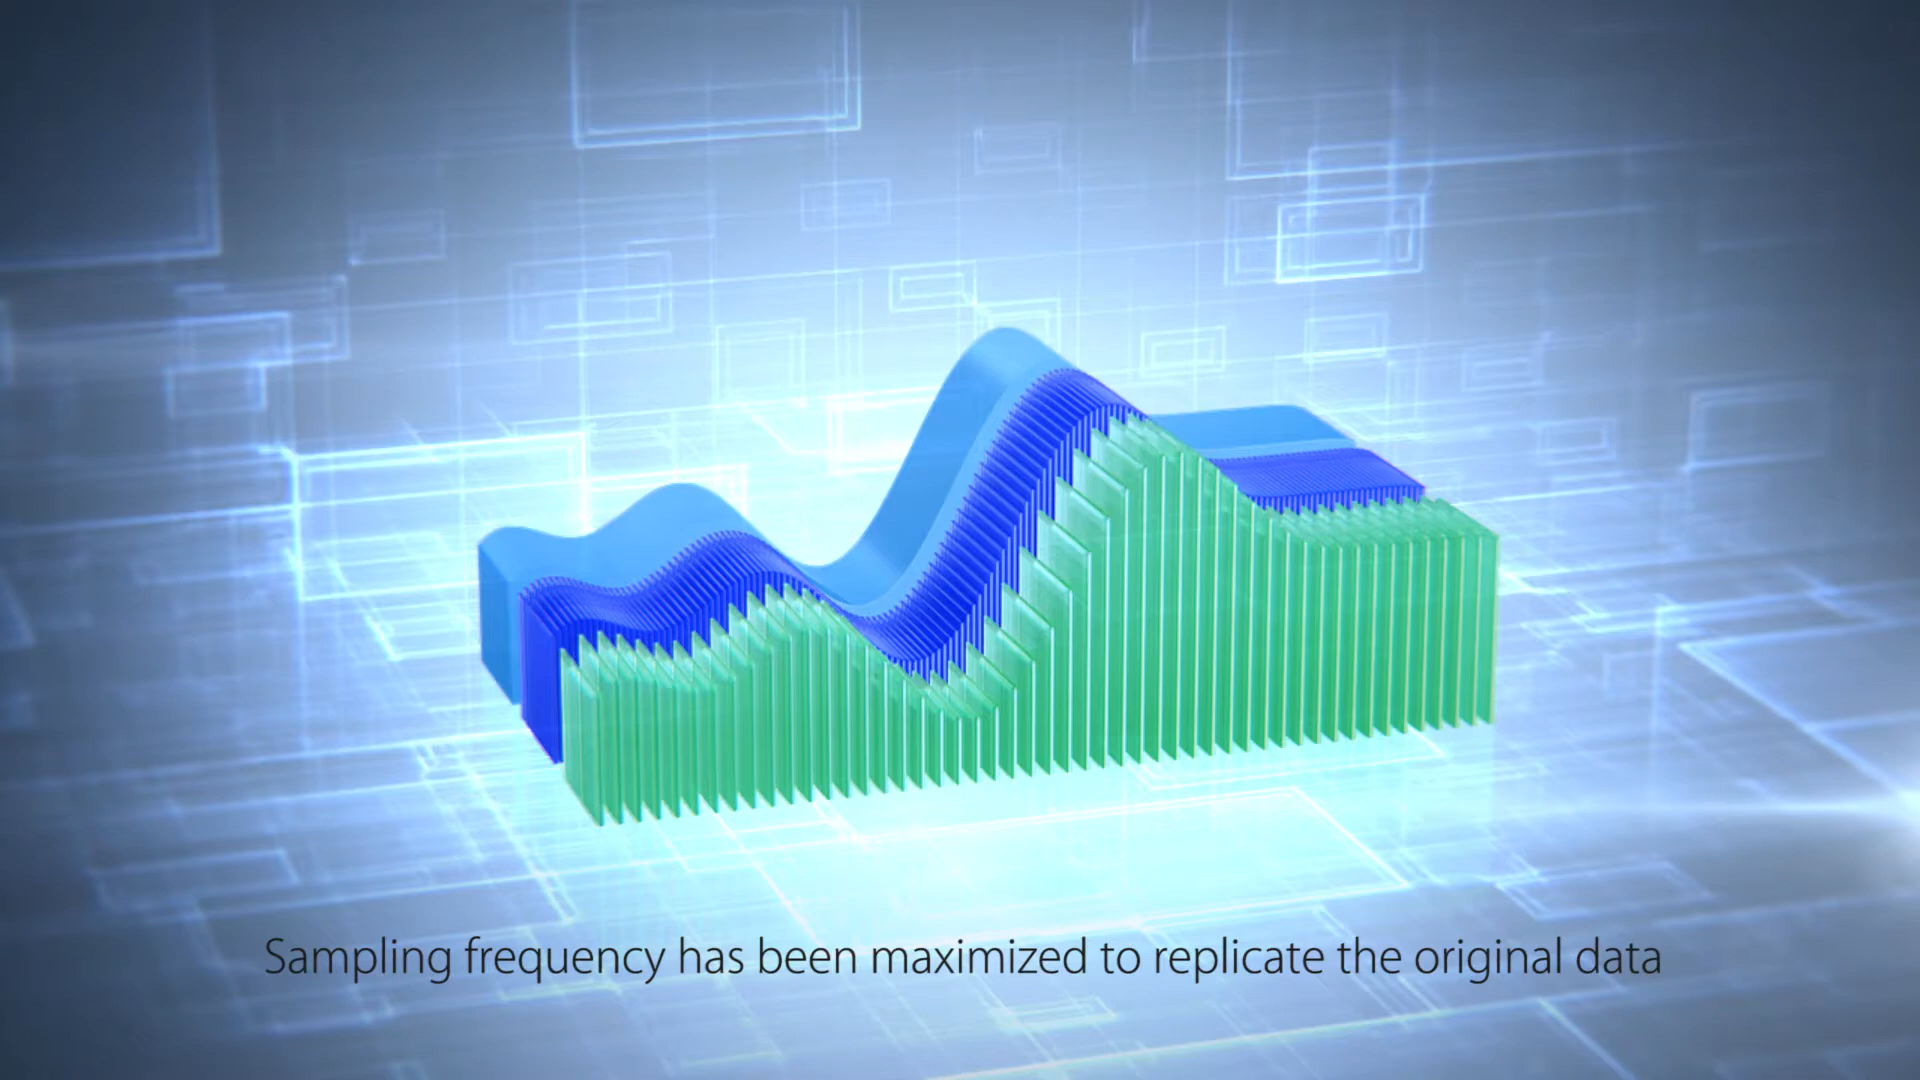 Sampling frequency has been maximized to replicate the original data